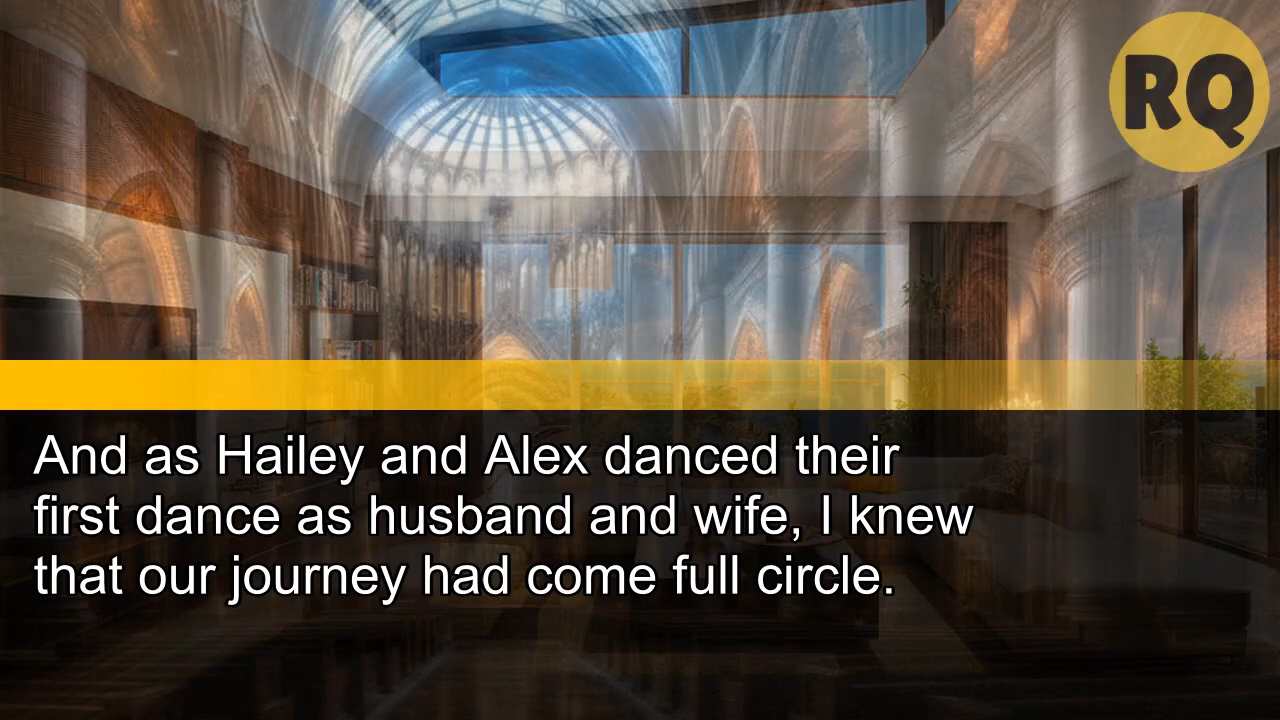 RQ
And as Hailey and Alex danced their
first dance as husband and wife, I knew
that our journey had come full circle.